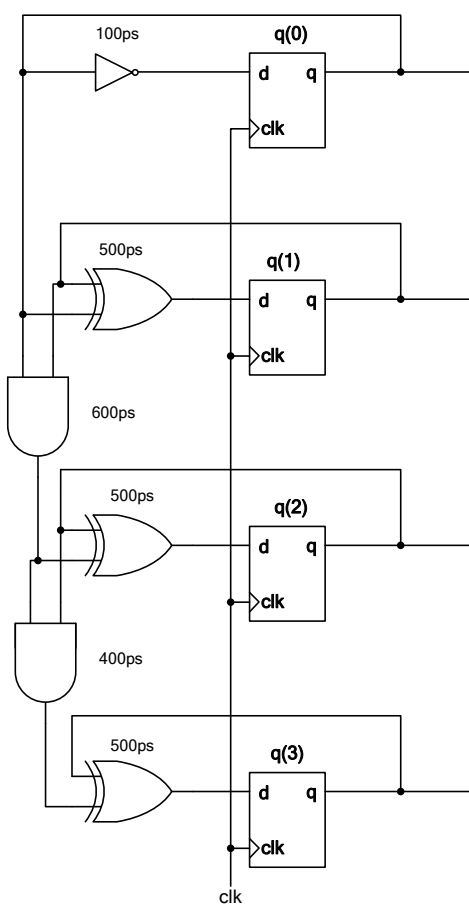 100ps
q(0)
d q
clk
500ps
q(1)
d q
clk
600ps
500ps
q(2)
d q
clk
400ps
500ps
q(3)
d q
clk
clk